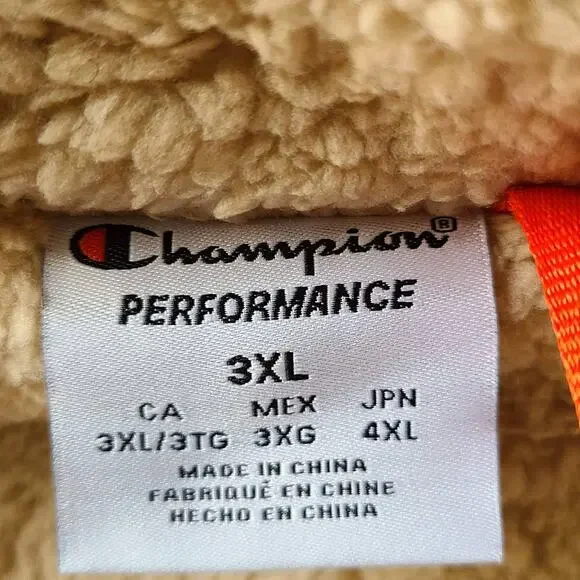 Champion®
PERFORMANCE
3XL
CA MEX JPN
3XL/3TG 3XG 4XL
MADE IN CHINA
FABRIQUÉ EN CHINE
HECHO EN CHINA